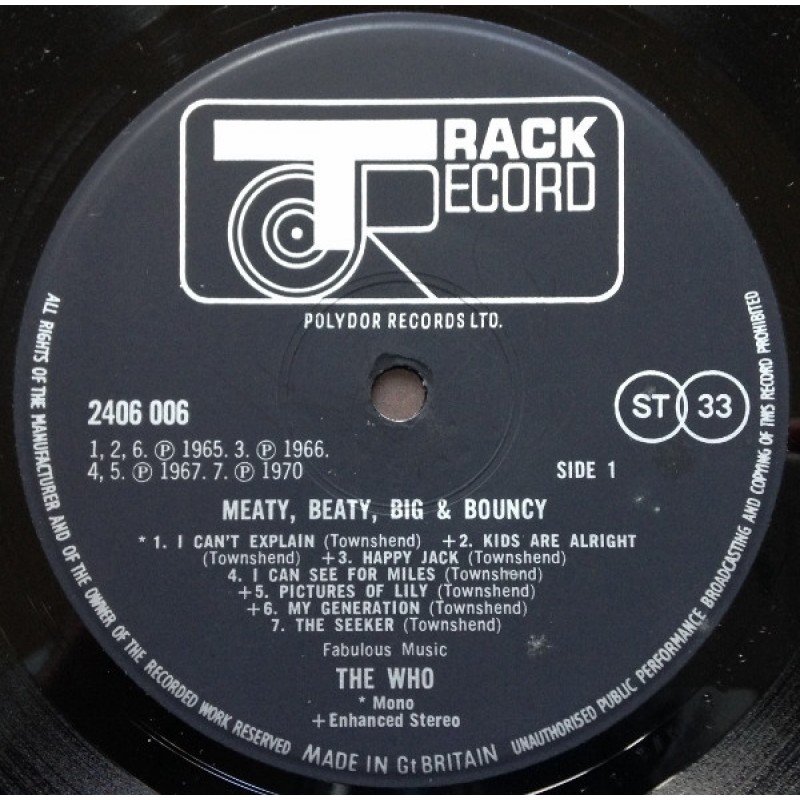 TRACK
RECORD
POLYDOR RECORDS LTD.
2406 006
ST 33
1, 2, 6. Ⓟ 1965. 3. Ⓟ 1966.
4, 5. Ⓟ 1967. 7. Ⓟ 1970
SIDE 1
MEATY, BEATY, BIG & BOUNCY
* 1. I CAN'T EXPLAIN (Townshend) +2. KIDS ARE ALRIGHT
(Townshend) +3. HAPPY JACK (Townshend)
4. I CAN SEE FOR MILES (Townshend)
+5. PICTURES OF LILY (Townshend)
+6. MY GENERATION (Townshend)
7. THE SEEKER (Townshend)
Fabulous Music
THE WHO
* Mono
+Enhanced Stereo
ALL RIGHTS OF THE MANUFACTURER AND OF THE OWNER OF THE RECORDED WORK RESERVED MADE IN Gt BRITAIN UNAUTHORISED PUBLIC PERFORMANCE BROADCASTING AND COPYING OF THIS RECORD PROHIBITED